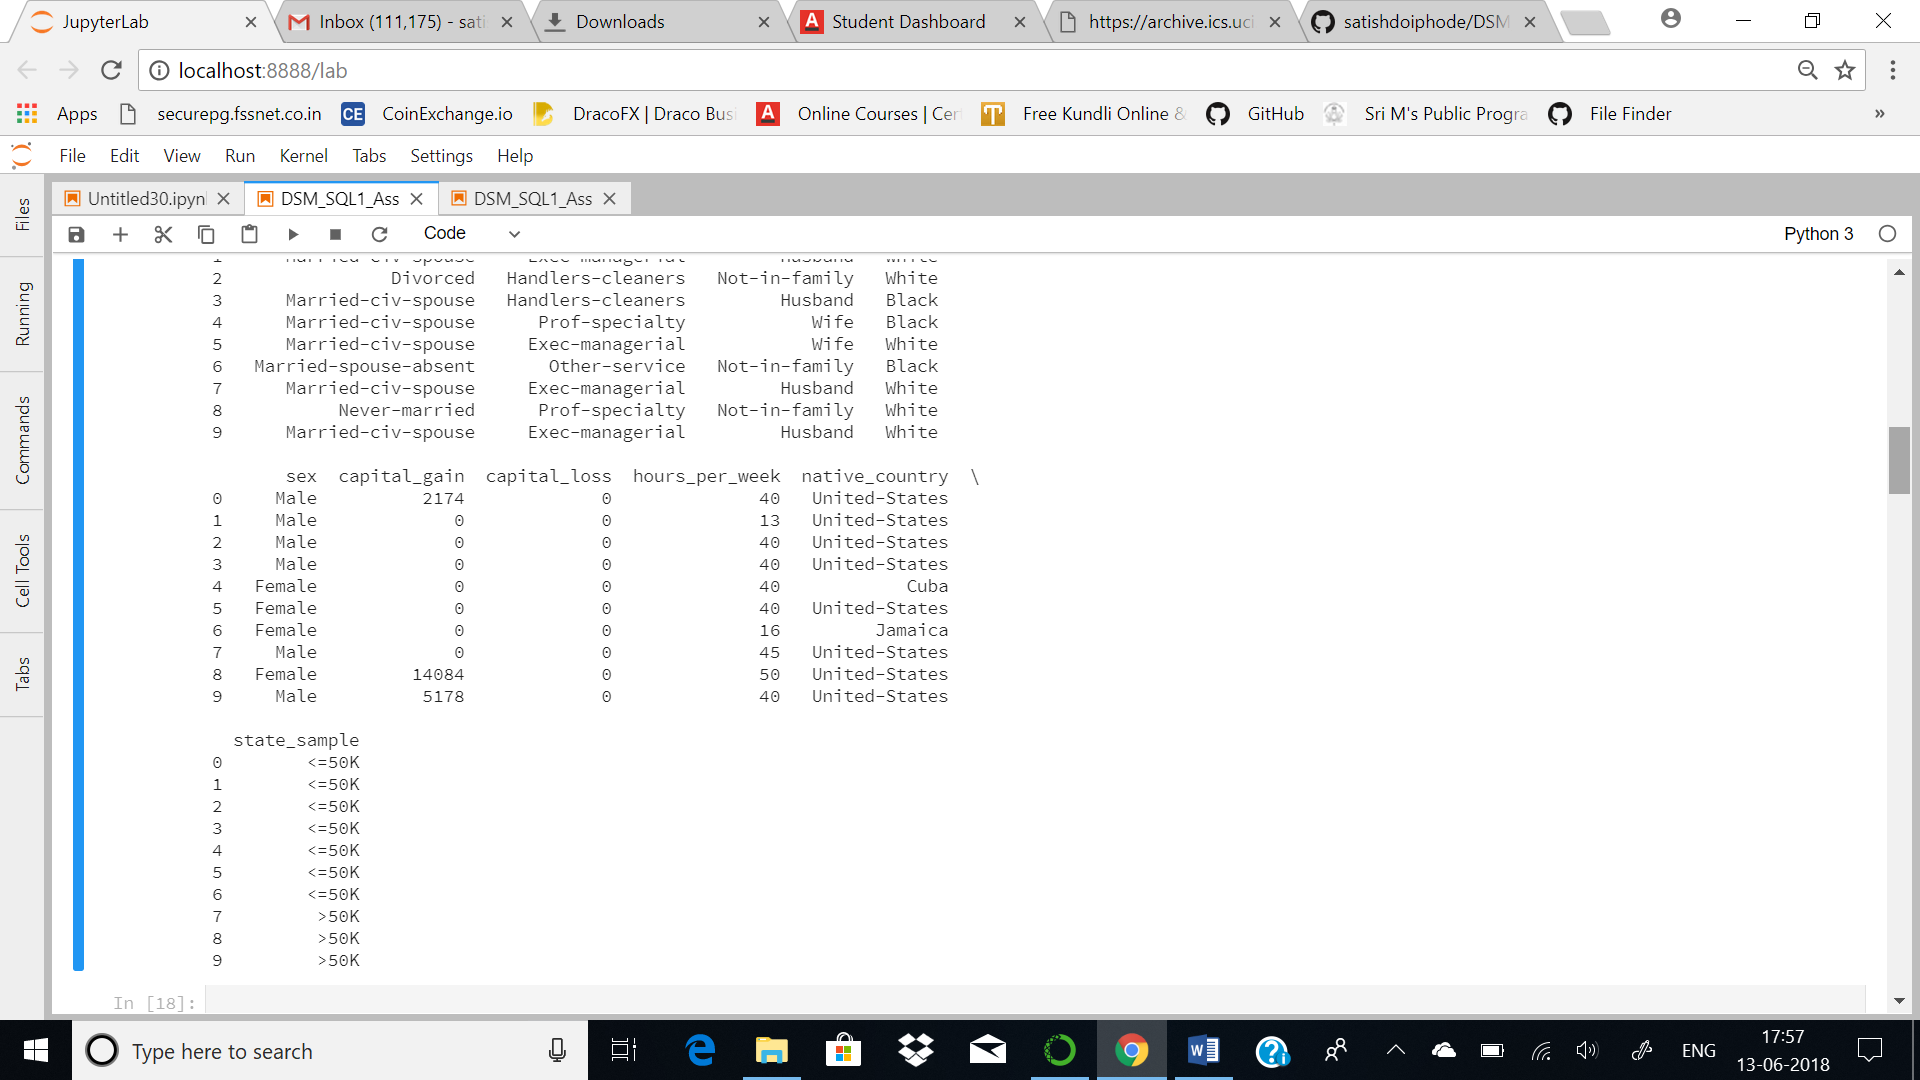 JupyterLab
Inbox (111,175) - sati
Downloads
Student Dashboard
https://archive.ics.uci
satishdoiphode/DSM
localhost:8888/lab
Apps securepg.fssnet.co.in CE CoinExchange.io DracoFX | Draco Busi A Online Courses | Cer T Free Kundli Online & GitHub Sri M's Public Progra File Finder »
File Edit View Run Kernel Tabs Settings Help
Untitled30.ipyn
DSM_SQL1_Ass
DSM_SQL1_Ass
Code
Python 3
Files
Running
Commands
Cell Tools
Tabs
1 Married-civ-spouse Exec-managerial Husband White
2 Divorced Handlers-cleaners Not-in-family White
3 Married-civ-spouse Handlers-cleaners Husband Black
4 Married-civ-spouse Prof-specialty Wife Black
5 Married-civ-spouse Exec-managerial Wife White
6 Married-spouse-absent Other-service Not-in-family Black
7 Married-civ-spouse Exec-managerial Husband White
8 Never-married Prof-specialty Not-in-family White
9 Married-civ-spouse Exec-managerial Husband White
sex capital_gain capital_loss hours_per_week native_country \
0 Male 2174 0 40 United-States
1 Male 0 0 13 United-States
2 Male 0 0 40 United-States
3 Male 0 0 40 United-States
4 Female 0 0 40 Cuba
5 Female 0 0 40 United-States
6 Female 0 0 16 Jamaica
7 Male 0 0 45 United-States
8 Female 14084 0 50 United-States
9 Male 5178 0 40 United-States
state_sample
0 <=50K
1 <=50K
2 <=50K
3 <=50K
4 <=50K
5 <=50K
6 <=50K
7 >50K
8 >50K
9 >50K
In [18]:
Type here to search
ENG
17:57
13-06-2018